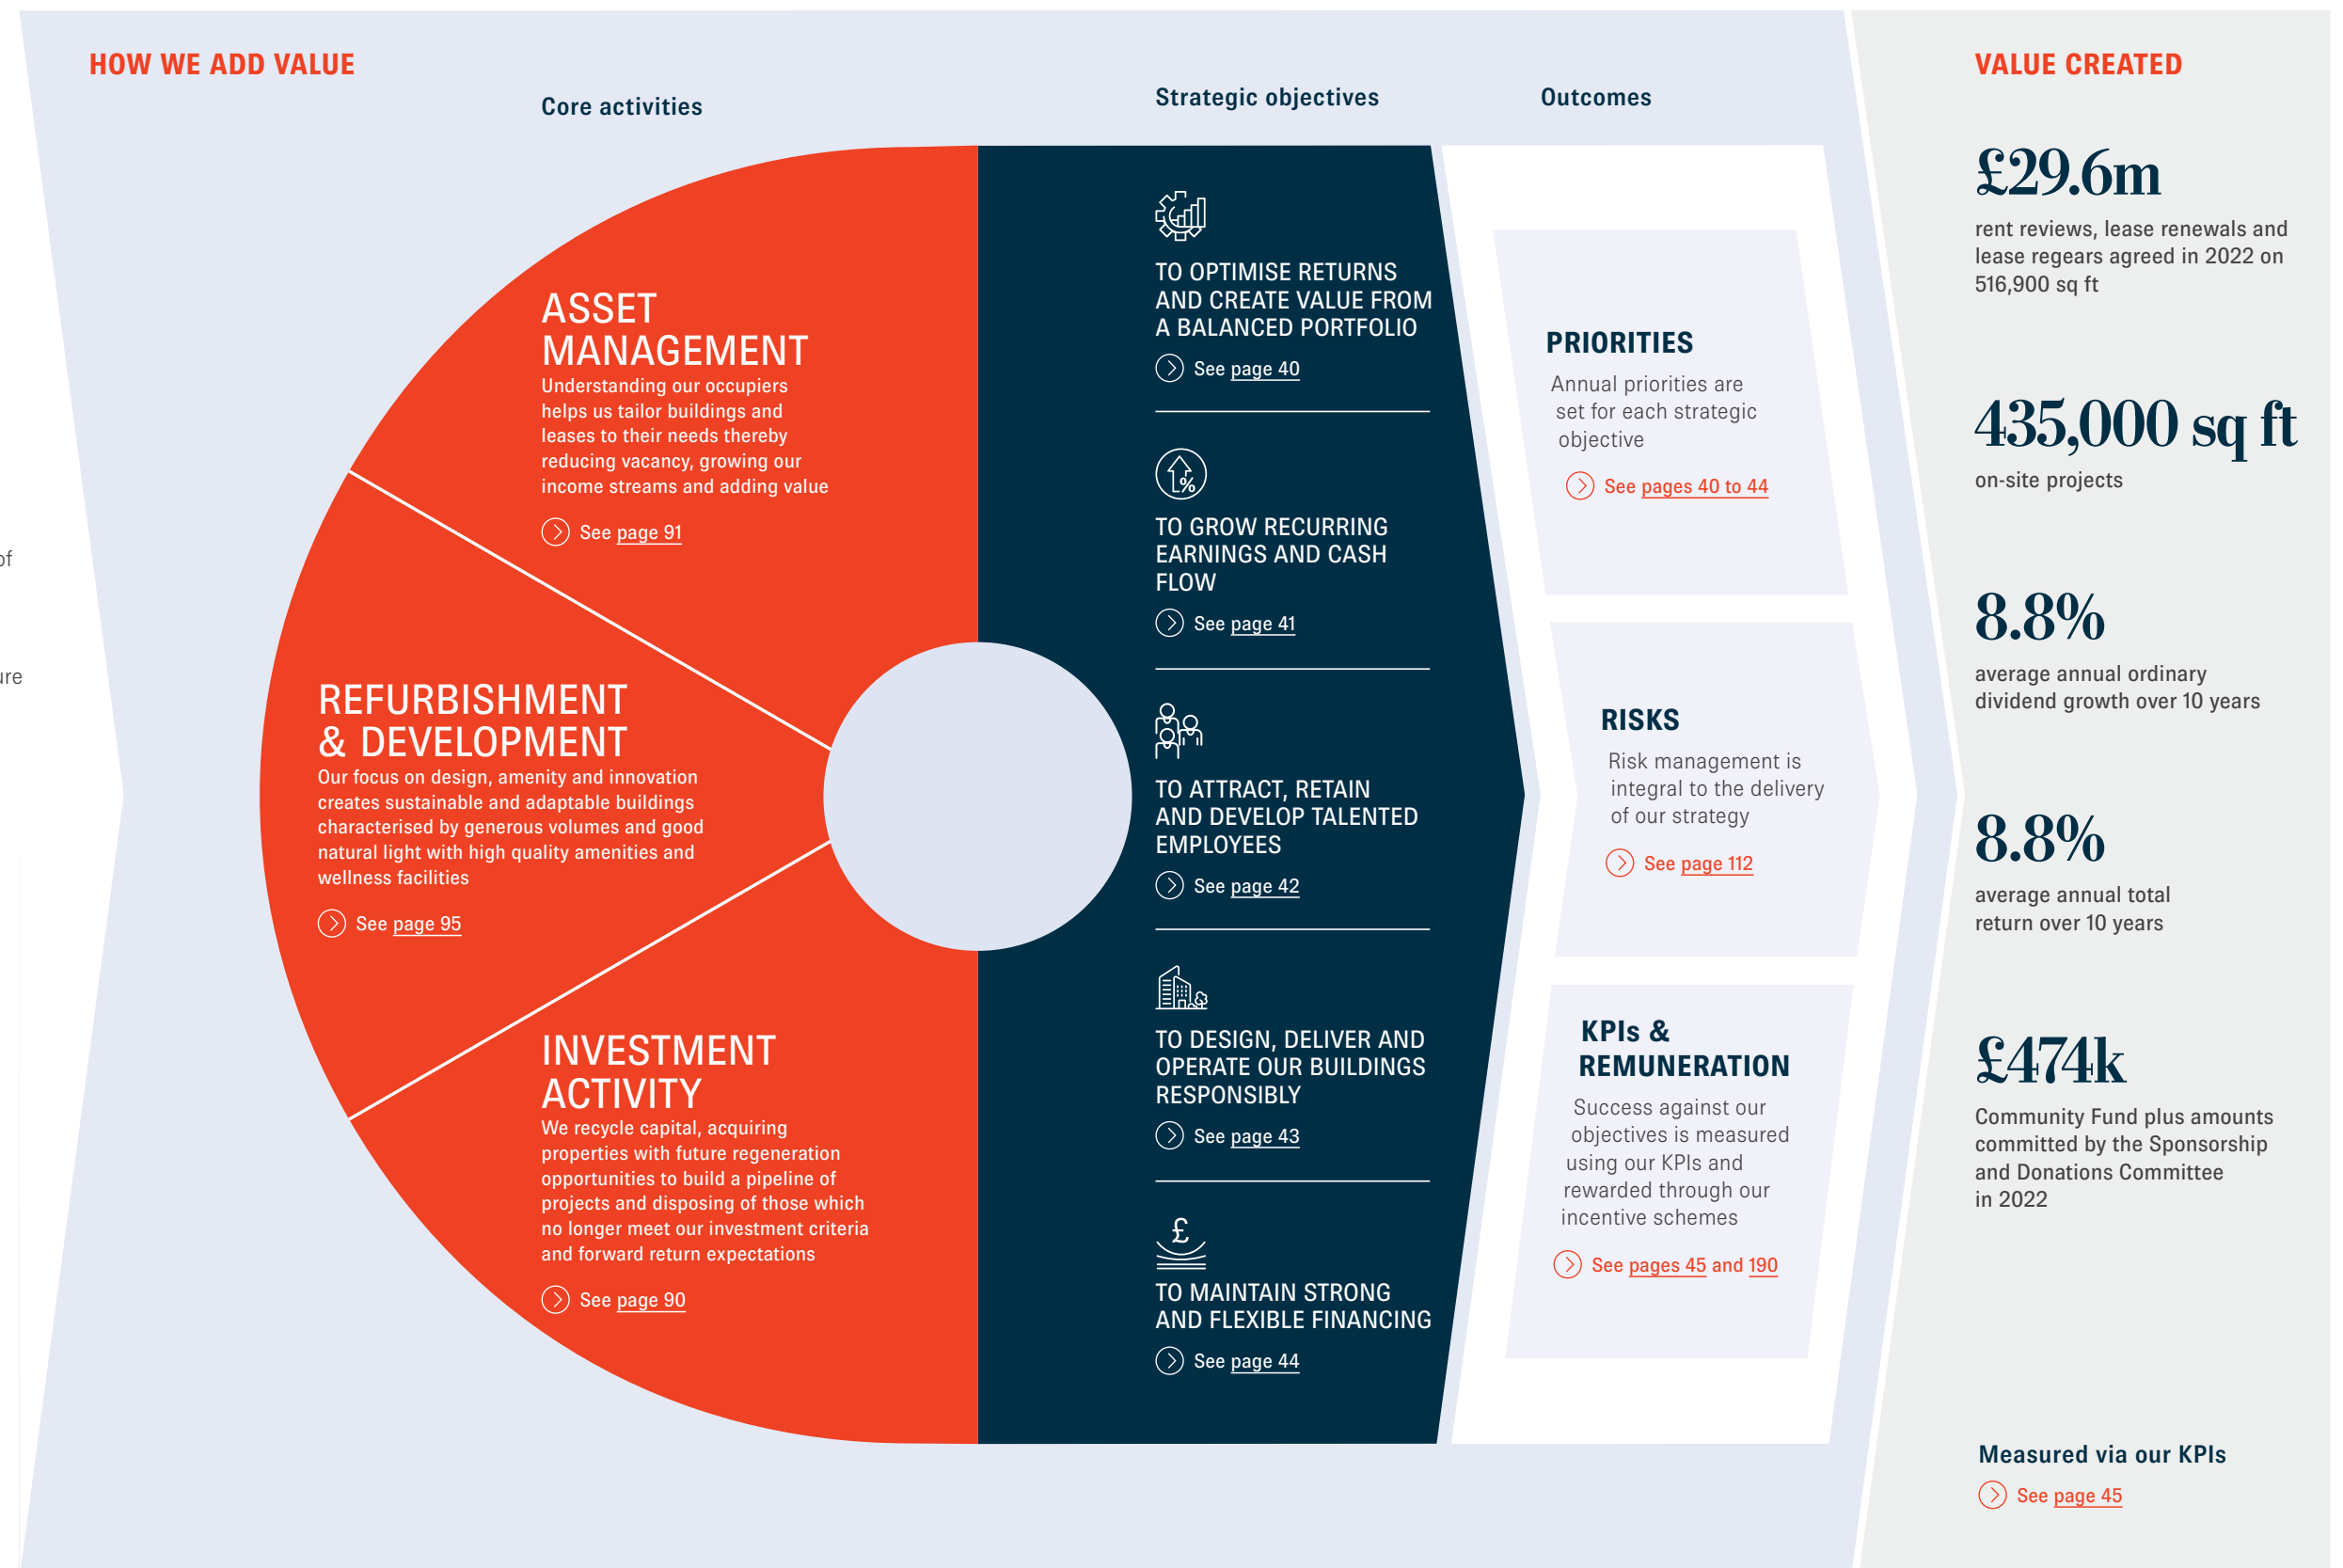 HOW WE ADD VALUE
Core activities
ASSET
MANAGEMENT
Understanding our occupiers
helps us tailor buildings and
leases to their needs thereby
reducing vacancy, growing our
income streams and adding value
See page 91
REFURBISHMENT
& DEVELOPMENT
Our focus on design, amenity and innovation
creates sustainable and adaptable buildings
characterised by generous volumes and good
natural light with high quality amenities and
wellness facilities
See page 95
INVESTMENT
ACTIVITY
We recycle capital, acquiring
properties with future regeneration
opportunities to build a pipeline of
projects and disposing of those which
no longer meet our investment criteria
and forward return expectations
See page 90
Strategic objectives
TO OPTIMISE RETURNS
AND CREATE VALUE FROM
A BALANCED PORTFOLIO
See page 40
%
TO GROW RECURRING
EARNINGS AND CASH
FLOW
See page 41
TO ATTRACT, RETAIN
AND DEVELOP TALENTED
EMPLOYEES
See page 42
TO DESIGN, DELIVER AND
OPERATE OUR BUILDINGS
RESPONSIBLY
See page 43
£
TO MAINTAIN STRONG
AND FLEXIBLE FINANCING
See page 44
Outcomes
PRIORITIES
Annual priorities are
set for each strategic
objective
See pages 40 to 44
RISKS
Risk management is
integral to the delivery
of our strategy
See page 112
KPIs &
REMUNERATION
Success against our
objectives is measured
using our KPIs and
rewarded through our
incentive schemes
See pages 45 and 190
VALUE CREATED
£29.6m
rent reviews, lease renewals and
lease regears agreed in 2022 on
516,900 sq ft
435,000 sq ft
on-site projects
8.8%
average annual ordinary
dividend growth over 10 years
8.8%
average annual total
return over 10 years
£474k
Community Fund plus amounts
committed by the Sponsorship
and Donations Committee
in 2022
Measured via our KPIs
See page 45